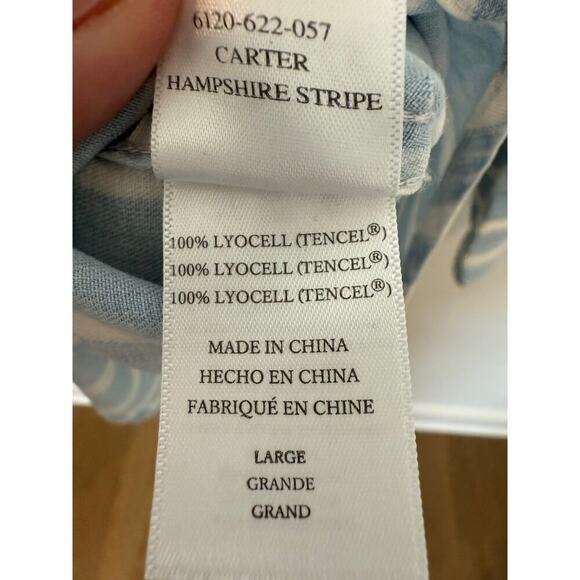 6120-622-057
CARTER
HAMPSHIRE STRIPE
100% LYOCELL (TENCEL®)
100% LYOCELL (TENCEL®)
100% LYOCELL (TENCEL®)
MADE IN CHINA
HECHO EN CHINA
FABRIQUÉ EN CHINE
LARGE
GRANDE
GRAND